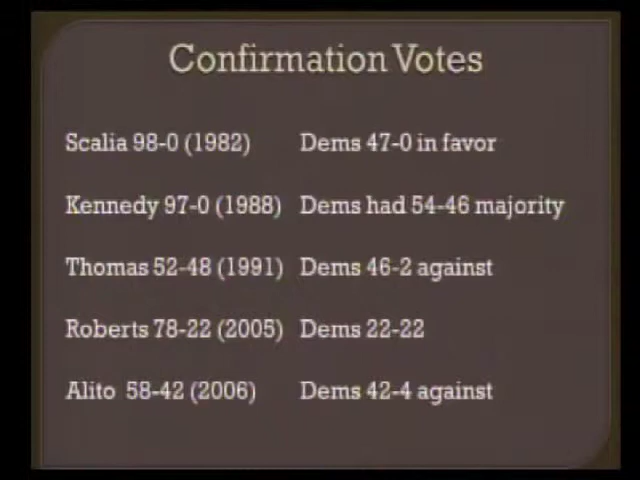 Confirmation Votes
Scalia 98-0 (1982) Dems 47-0 in favor
Kennedy 97-0 (1988) Dems had 54-46 majority
Thomas 52-48 (1991) Dems 46-2 against
Roberts 78-22 (2005) Dems 22-22
Alito 58-42 (2006) Dems 42-4 against